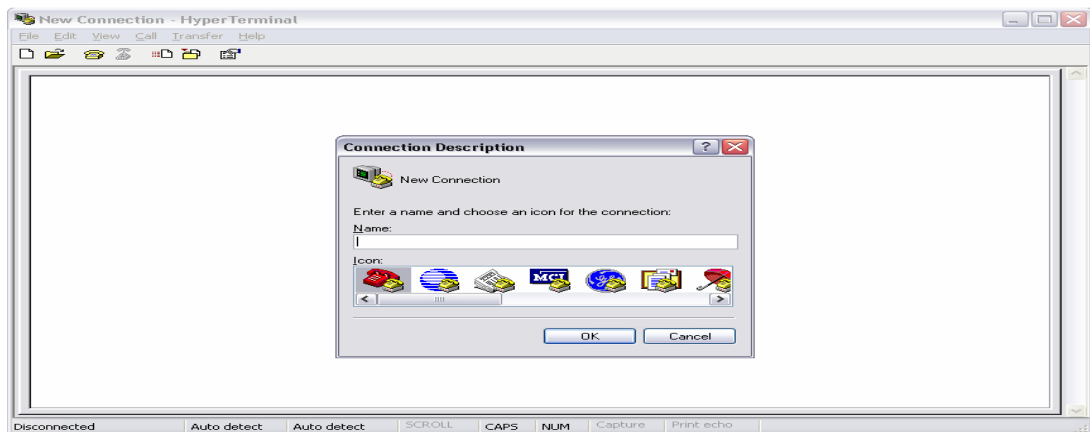 New Connection - HyperTerminal
File Edit View Call Transfer Help
Connection Description
New Connection
Enter a name and choose an icon for the connection:
Name:
Icon:
MCI
OK Cancel
Disconnected Auto detect Auto detect SCROLL CAPS NUM Capture Print echo